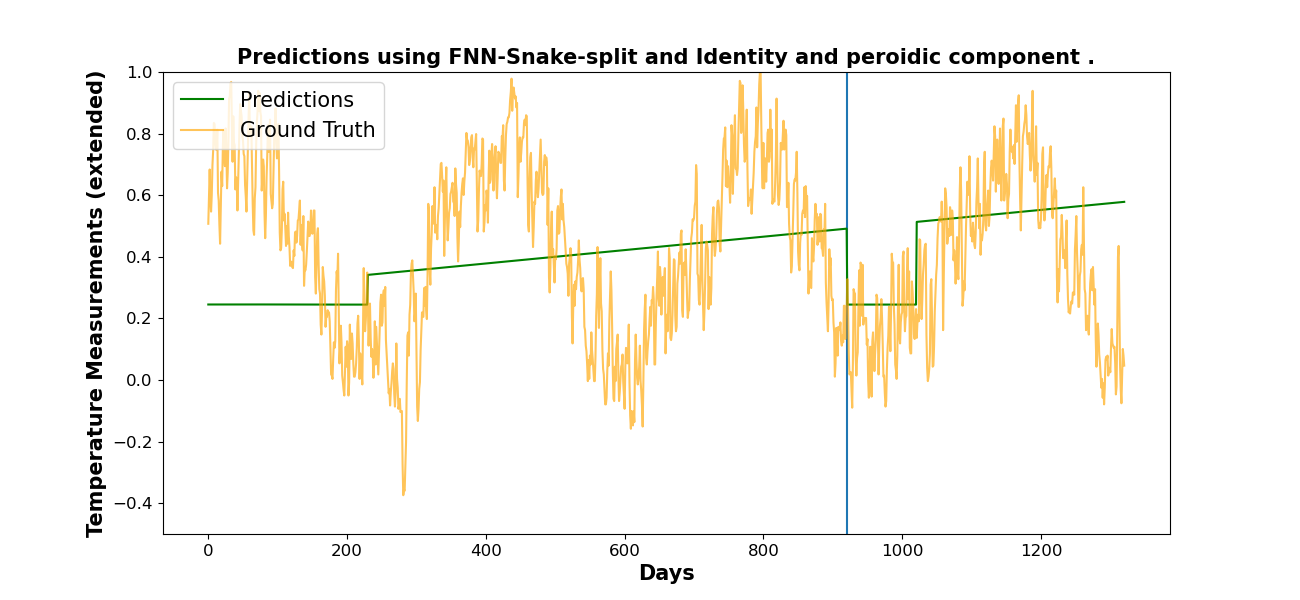 Predictions using FNN-Snake-split and Identity and peroidic component .
Temperature Measurements (extended)
1.0
0.8
0.6
0.4
0.2
0.0
−0.2
−0.4
Predictions
Ground Truth
0 200 400 600 800 1000 1200
Days